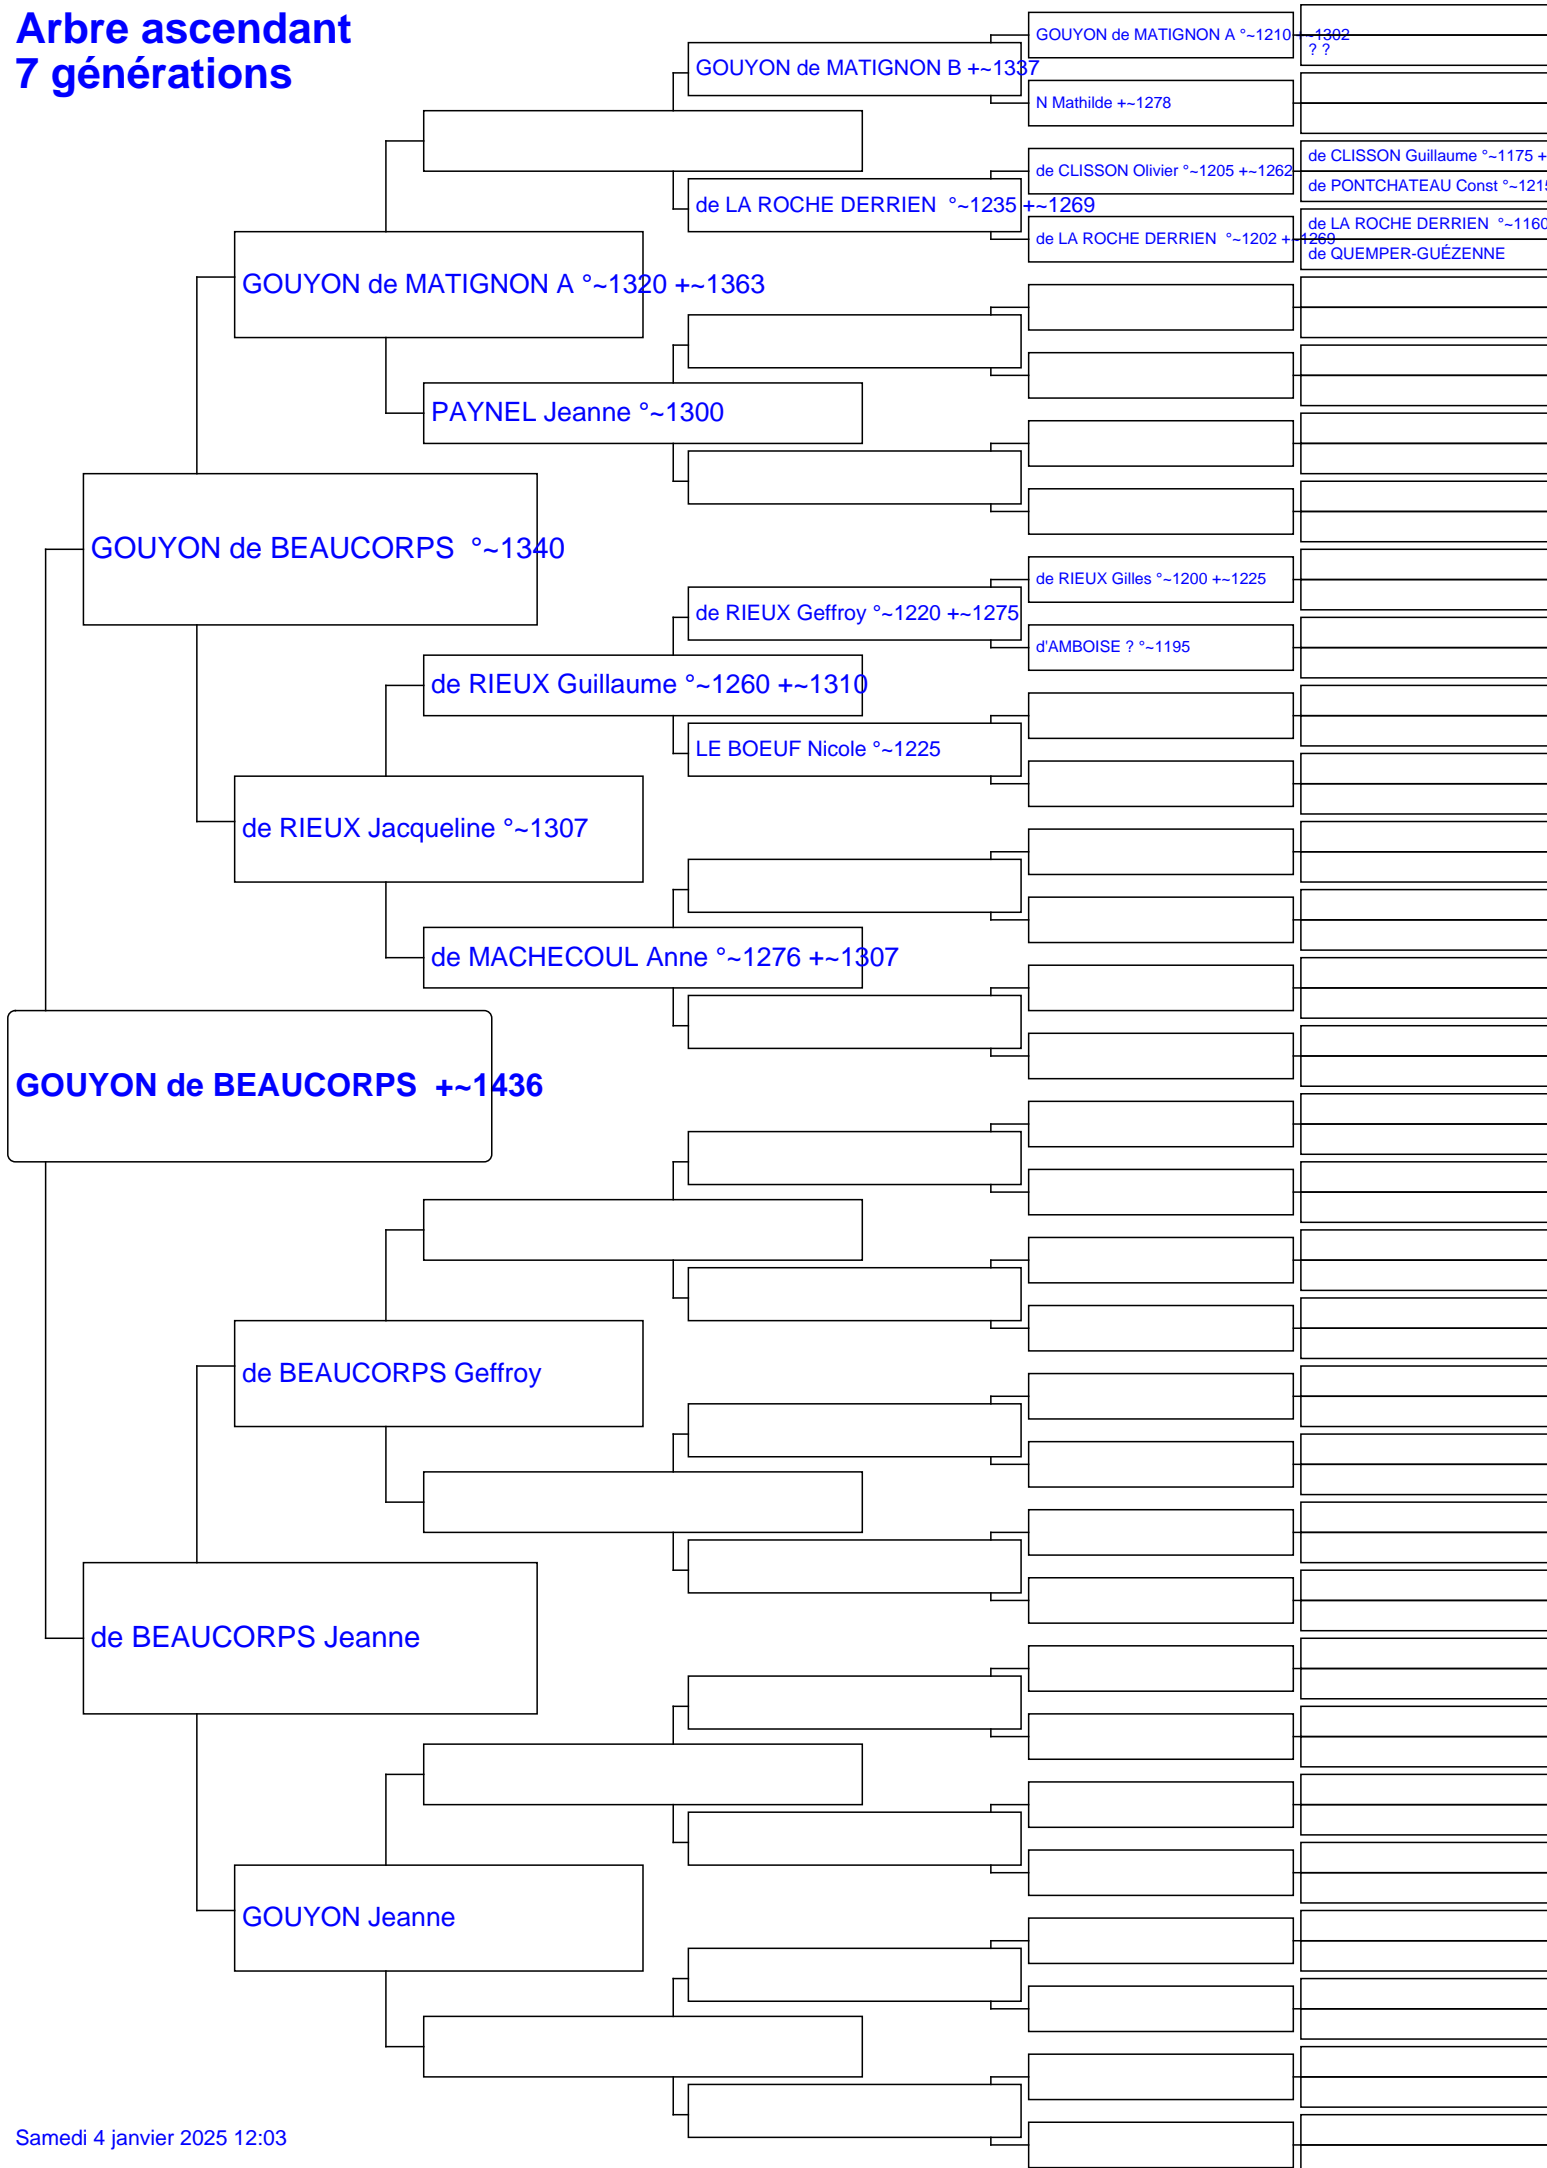 Arbre ascendant
7 générations
GOUYON de MATIGNON A °~1210 +~1302
? ?
GOUYON de MATIGNON B +~1337
N Mathilde +~1278
de CLISSON Guillaume °~1175 +
de CLISSON Olivier °~1205 +~1262
de PONTCHATEAU Const °~1215
de LA ROCHE DERRIEN °~1235 +~1269
de LA ROCHE DERRIEN °~1160
de LA ROCHE DERRIEN °~1202 +~1269
de QUEMPER-GUÉZENNE
GOUYON de MATIGNON A °~1320 +~1363
PAYNEL Jeanne °~1300
GOUYON de BEAUCORPS °~1340
de RIEUX Gilles °~1200 +~1225
de RIEUX Geffroy °~1220 +~1275
d'AMBOISE ? °~1195
de RIEUX Guillaume °~1260 +~1310
LE BOEUF Nicole °~1225
de RIEUX Jacqueline °~1307
de MACHECOUL Anne °~1276 +~1307
GOUYON de BEAUCORPS +~1436
de BEAUCORPS Geffroy
de BEAUCORPS Jeanne
GOUYON Jeanne
Samedi 4 janvier 2025 12:03